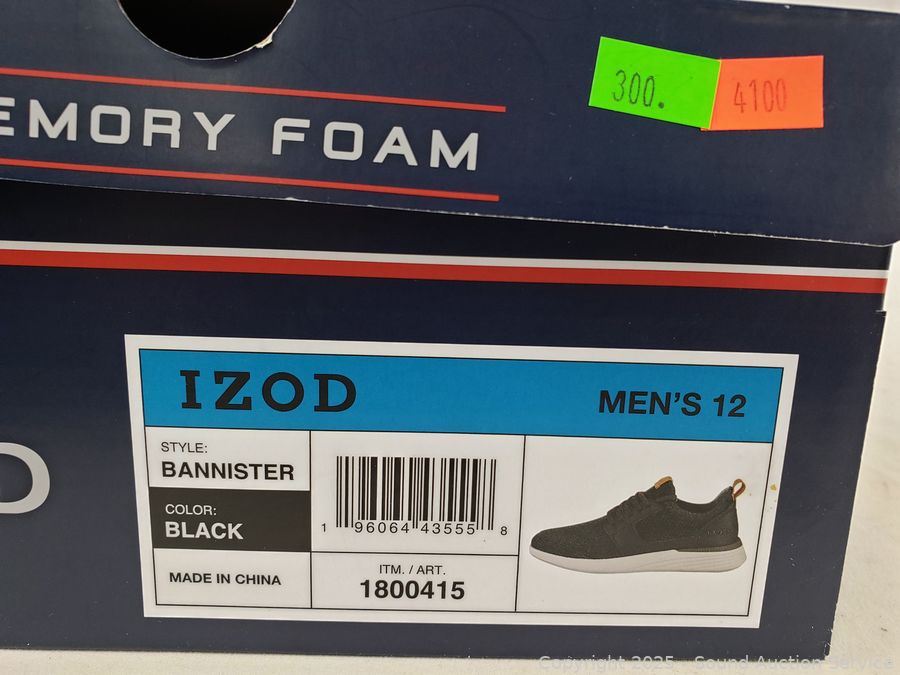 300.
4100
EMORY FOAM
IZOD
MEN'S 12
STYLE:
BANNISTER
COLOR:
BLACK
MADE IN CHINA
1 96064 43555 8
ITM. / ART.
1800415
D
Copyright 2025 - Sound Auction Service